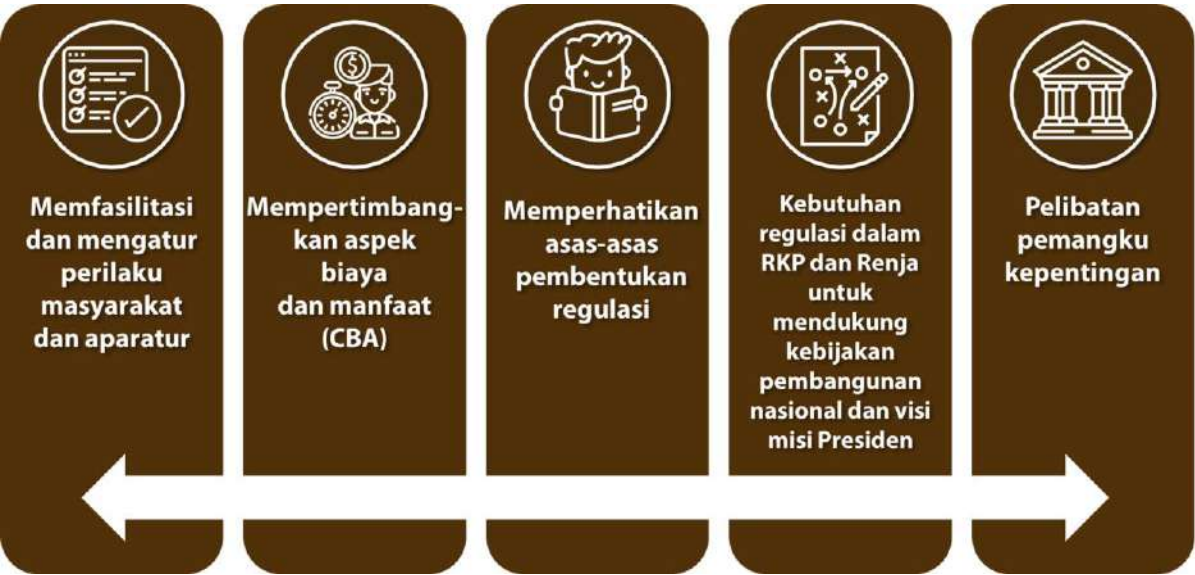 Memfasilitasi
dan mengatur
perilaku
masyarakat
dan aparatur
Mempertimbang-
kan aspek
biaya
dan manfaat
(CBA)
Memperhatikan
asas-asas
pembentukan
regulasi
Kebutuhan
regulasi dalam
RKP dan Renja
untuk
mendukung
kebijakan
pembangunan
nasional dan visi
misi Presiden
Pelibatan
pemangku
kepentingan